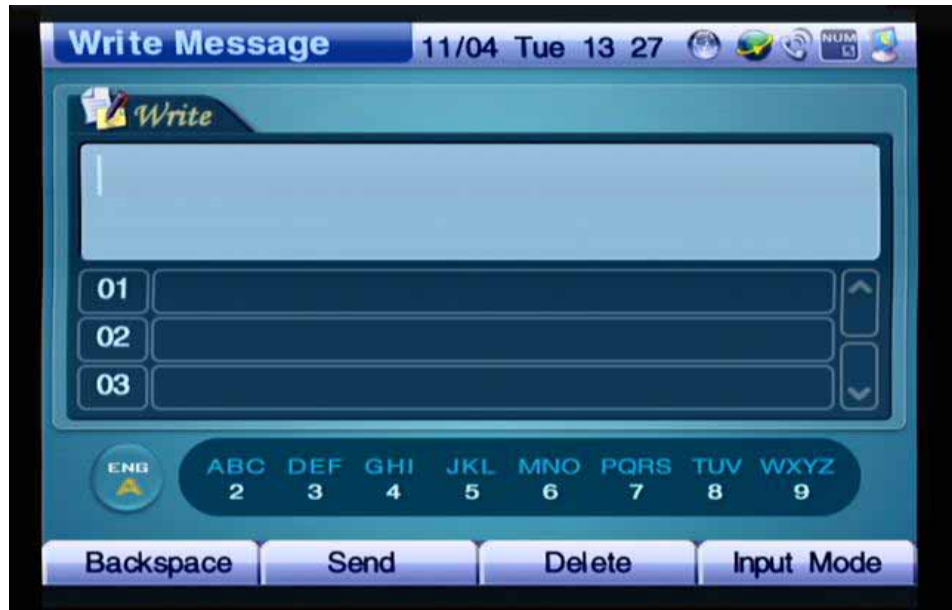 Write Message 11/04 Tue 13 27 NUM
Write
01
02
03
ENG A
ABC DEF GHI JKL MNO PQRS TUV WXYZ
2 3 4 5 6 7 8 9
Backspace Send Delete Input Mode